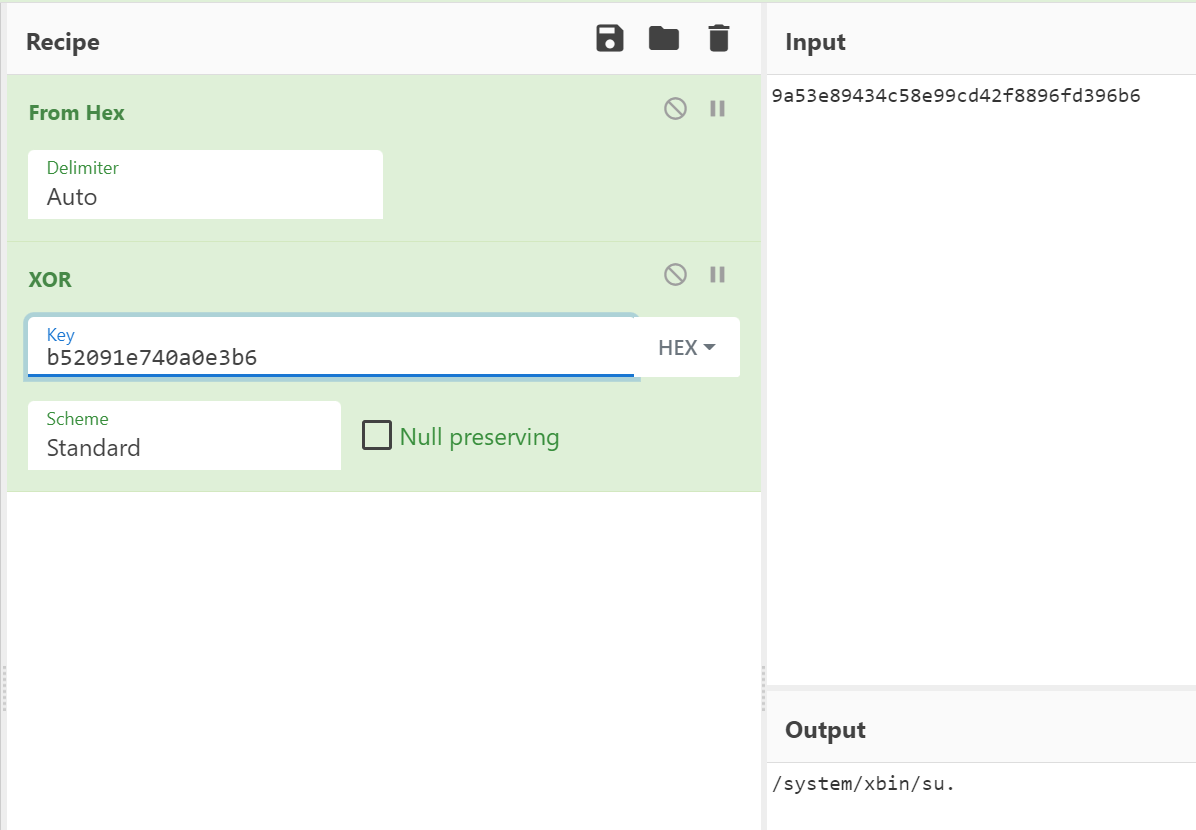 Recipe
From Hex
Delimiter
Auto
XOR
Key
b52091e740a0e3b6
HEX
Scheme
Standard
Null preserving
Input
9a53e89434c58e99cd42f8896fd396b6
Output
/system/xbin/su.